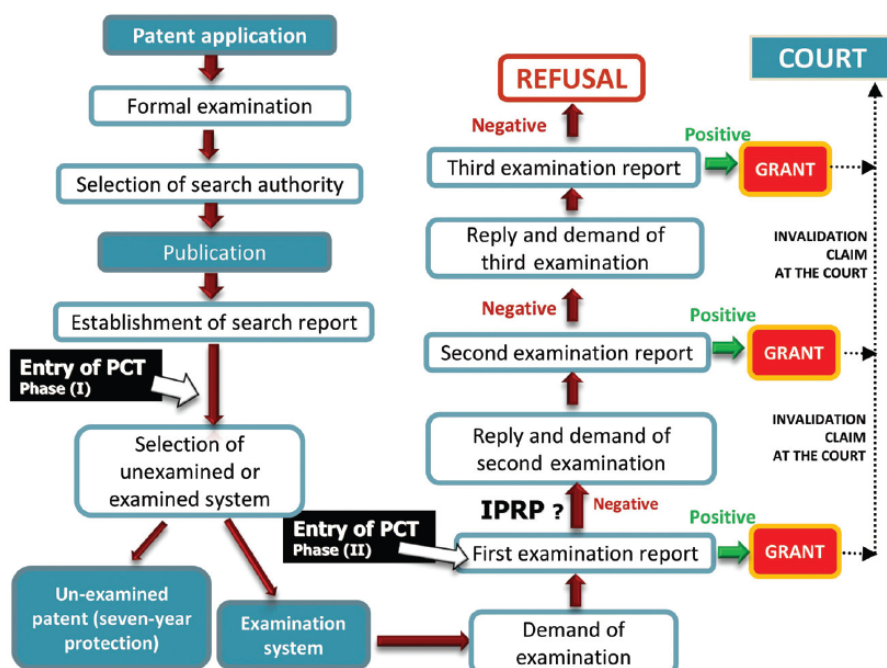 Patent application
Formal examination
Selection of search authority
Publication
Establishment of search report
Entry of PCT
Phase (I)
Selection of
unexamined or
examined system
Un-examined
patent (seven-year
protection)
Examination
system
Demand of
examination
Entry of PCT
Phase (II)
First examination report
Positive
GRANT
IPRP ?
Negative
Reply and demand of
second examination
INVALIDATION
CLAIM
AT THE COURT
Second examination report
Positive
GRANT
Negative
Reply and demand of
third examination
INVALIDATION
CLAIM
AT THE COURT
Third examination report
Positive
GRANT
Negative
REFUSAL
COURT